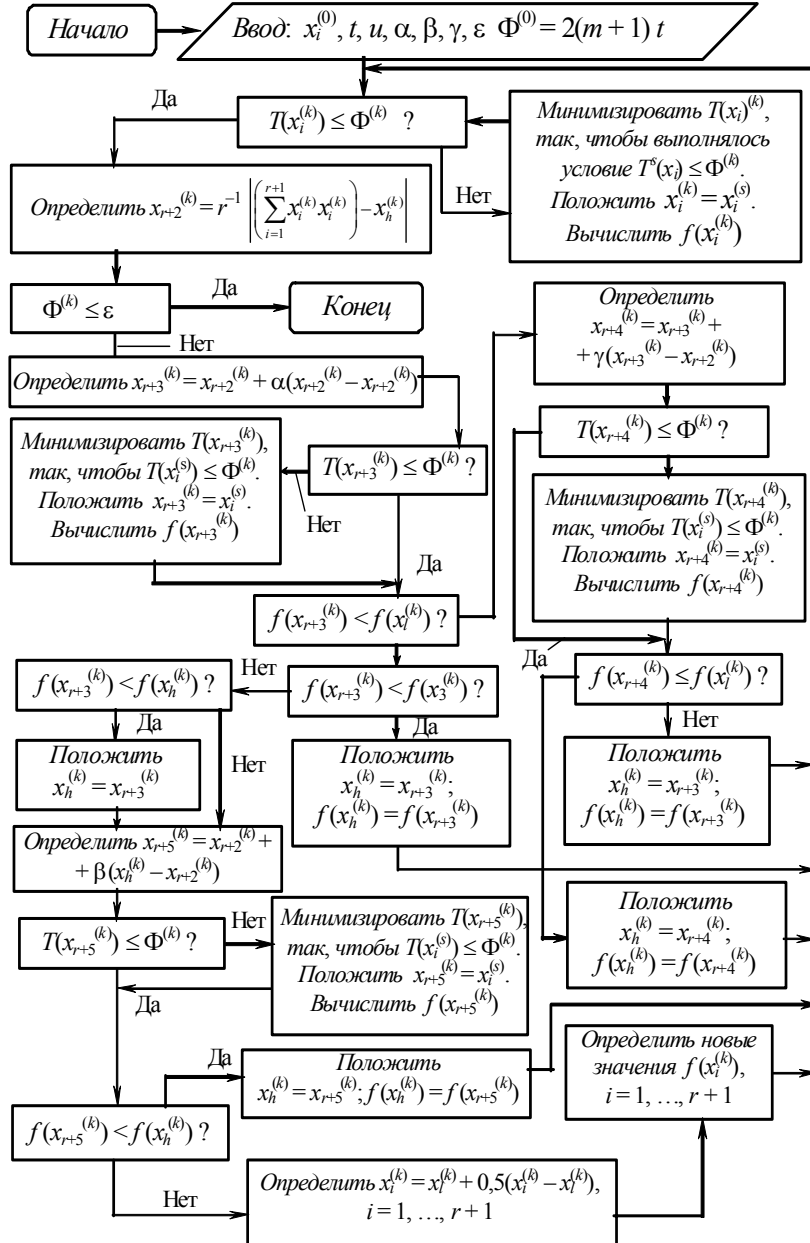 Начало
Ввод: x_i^(0), t, u, α, β, γ, ε Φ^(0) = 2(m + 1) t
Да
T(x_i^(k)) ≤ Φ^(k) ?
Нет
Минимизировать T(x_i)^(k),
так, чтобы выполнялось
условие T^s(x_i) ≤ Φ^(k).
Положить x_i^(k) = x_i^(s).
Вычислить f(x_i^(k))
Определить x_{r+2}^(k) = r^{−1} |(∑_{i=1}^{r+1} x_i^(k) x_i^(k)) − x_h^(k)|
Φ^(k) ≤ ε
Да
Конец
Нет
Определить
x_{r+4}^(k) = x_{r+3}^(k) +
+ γ(x_{r+3}^(k) − x_{r+2}^(k))
Определить x_{r+3}^(k) = x_{r+2}^(k) + α(x_{r+2}^(k) − x_{r+2}^(k))
Минимизировать T(x_{r+3}^(k)),
так, чтобы T(x_i^(s)) ≤ Φ^(k).
Положить x_{r+3}^(k) = x_i^(s).
Вычислить f(x_{r+3}^(k))
T(x_{r+3}^(k)) ≤ Φ^(k) ?
Нет
Да
T(x_{r+4}^(k)) ≤ Φ^(k) ?
Минимизировать T(x_{r+4}^(k)),
так, чтобы T(x_i^(s)) ≤ Φ^(k).
Положить x_{r+4}^(k) = x_i^(s).
Вычислить f(x_{r+4}^(k))
Да
f(x_{r+3}^(k)) < f(x_l^(k)) ?
f(x_{r+3}^(k)) < f(x_h^(k)) ?
Нет
f(x_{r+3}^(k)) < f(x_3^(k)) ?
f(x_{r+4}^(k)) ≤ f(x_l^(k)) ?
Да
Нет
Да
Нет
Положить
x_h^(k) = x_{r+3}^(k)
Положить
x_h^(k) = x_{r+3}^(k);
f(x_h^(k)) = f(x_{r+3}^(k))
Положить
x_h^(k) = x_{r+3}^(k);
f(x_h^(k)) = f(x_{r+3}^(k))
Определить x_{r+5}^(k) = x_{r+2}^(k) +
+ β(x_h^(k) − x_{r+2}^(k))
T(x_{r+5}^(k)) ≤ Φ^(k) ?
Нет
Да
Минимизировать T(x_{r+5}^(k)),
так, чтобы T(x_i^(s)) ≤ Φ^(k).
Положить x_{r+5}^(k) = x_i^(s).
Вычислить f(x_{r+5}^(k))
Положить
x_h^(k) = x_{r+4}^(k);
f(x_h^(k)) = f(x_{r+4}^(k))
Да
Положить
x_h^(k) = x_{r+5}^(k); f(x_h^(k)) = f(x_{r+5}^(k))
Определить новые
значения f(x_i^(k)),
i = 1, …, r + 1
f(x_{r+5}^(k)) < f(x_h^(k)) ?
Нет
Определить x_i^(k) = x_l^(k) + 0,5(x_i^(k) − x_l^(k)),
i = 1, …, r + 1